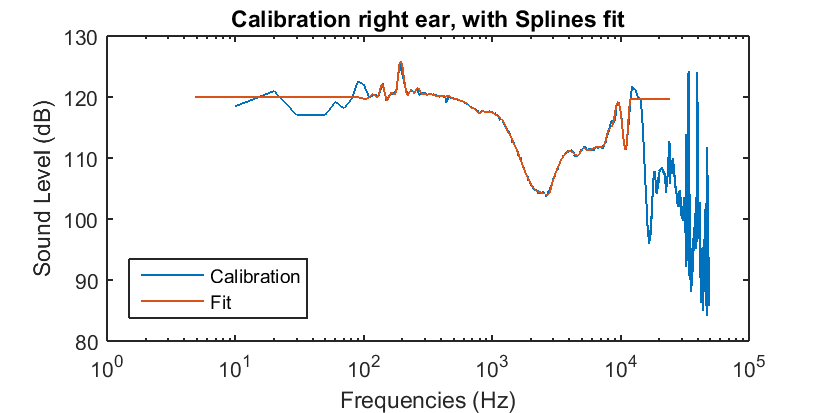 Calibration right ear, with Splines fit
130
120
110
100
90
80
Sound Level (dB)
Calibration
Fit
10^0 10^1 10^2 10^3 10^4 10^5
Frequencies (Hz)